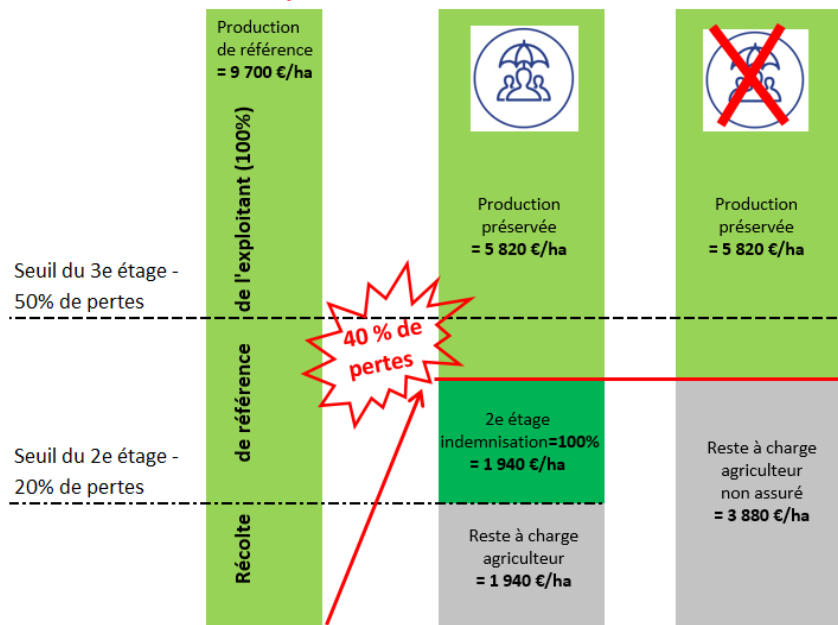 Production
de référence
= 9 700 €/ha
Récolte de référence de l'exploitant (100%)
Seuil du 3e étage -
50% de pertes
Seuil du 2e étage -
20% de pertes
40 % de
pertes
Production
préservée
= 5 820 €/ha
2e étage
indemnisation=100%
= 1 940 €/ha
Reste à charge
agriculteur
= 1 940 €/ha
Production
préservée
= 5 820 €/ha
Reste à charge
agriculteur
non assuré
= 3 880 €/ha